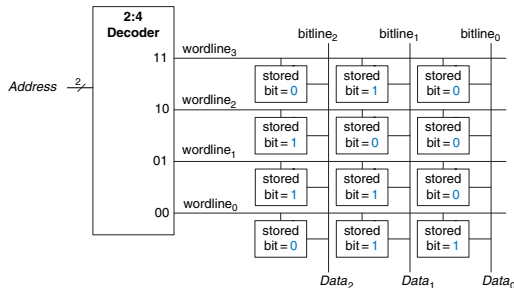 2:4
Decoder
bitline2 bitline1 bitline0
wordline3
11
Address 2
stored stored stored
bit = 0 bit = 1 bit = 0
wordline2
10
stored stored stored
bit = 1 bit = 0 bit = 0
wordline1
01
stored stored stored
bit = 1 bit = 1 bit = 0
wordline0
00
stored stored stored
bit = 0 bit = 1 bit = 1
Data2 Data1 Data0